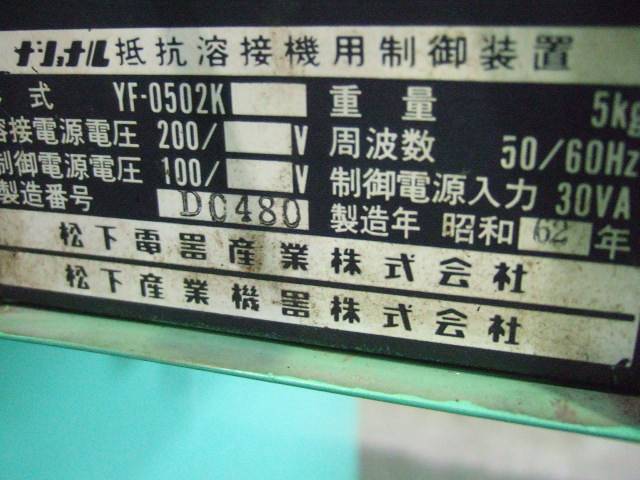 ナショナル 抵抗溶接機用制御装置
形式 YF-0502K 重量 5kg
溶接電源電圧 200/ V 周波数 50/60Hz
制御電源電圧 100/ V 制御電源入力 30VA
製造番号 DC480 製造年 昭和62年
松下電器産業株式会社
松下産業機器株式会社